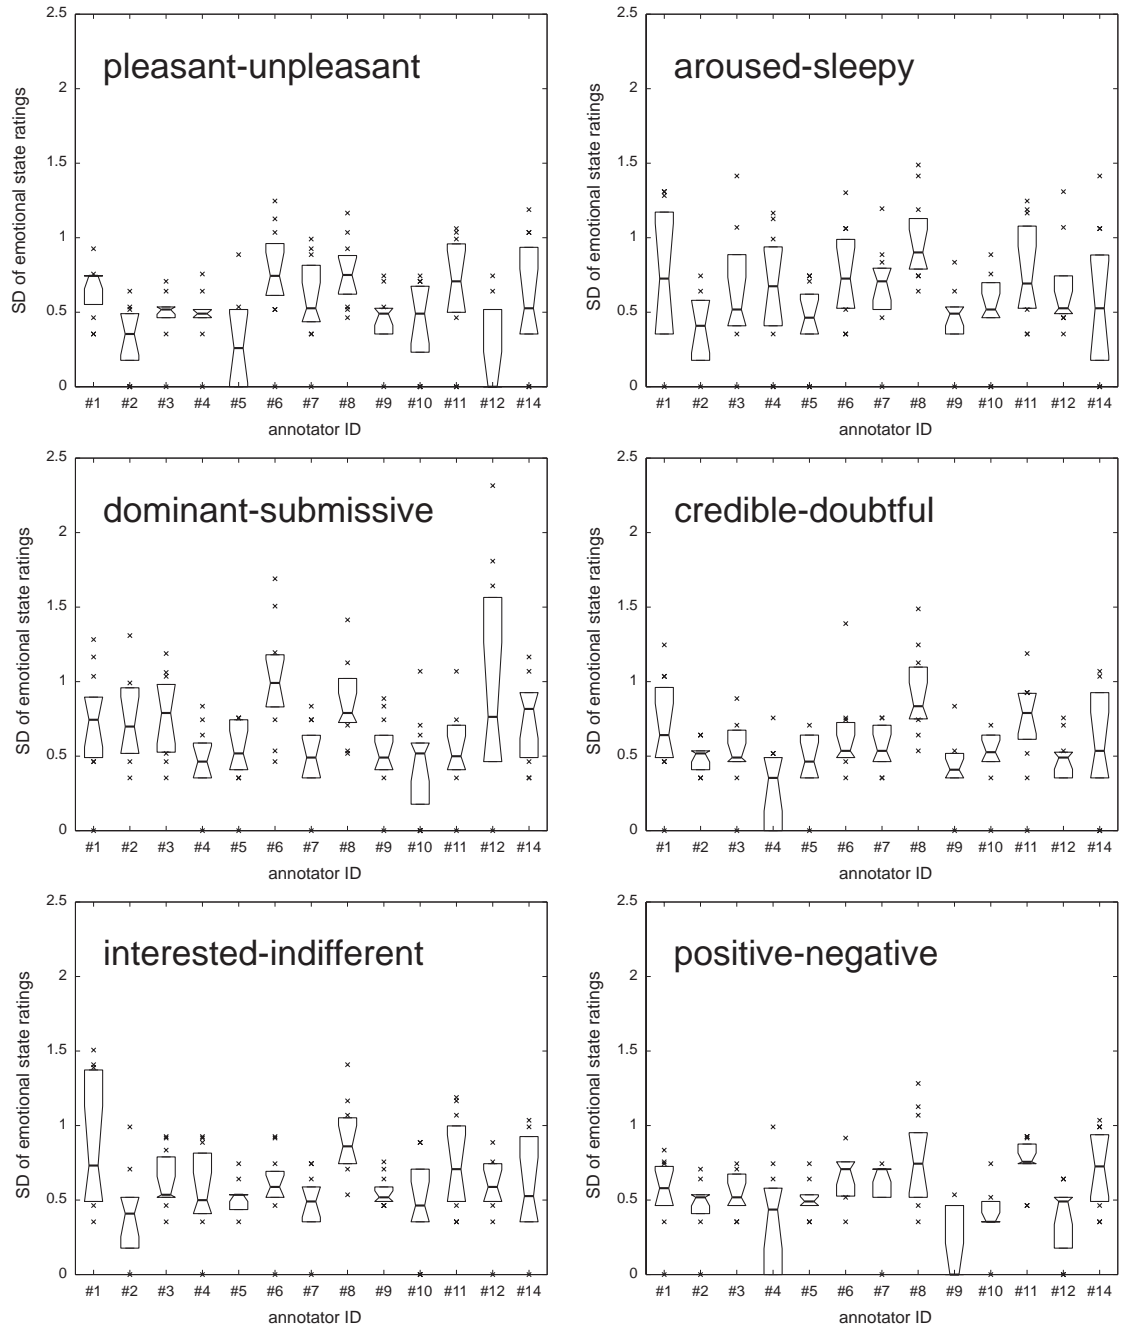 pleasant-unpleasant
SD of emotional state ratings
2.5
2
1.5
1
0.5
0
#1 #2 #3 #4 #5 #6 #7 #8 #9 #10 #11 #12 #14
annotator ID
aroused-sleepy
SD of emotional state ratings
2.5
2
1.5
1
0.5
0
#1 #2 #3 #4 #5 #6 #7 #8 #9 #10 #11 #12 #14
annotator ID
dominant-submissive
SD of emotional state ratings
2.5
2
1.5
1
0.5
0
#1 #2 #3 #4 #5 #6 #7 #8 #9 #10 #11 #12 #14
annotator ID
credible-doubtful
SD of emotional state ratings
2.5
2
1.5
1
0.5
0
#1 #2 #3 #4 #5 #6 #7 #8 #9 #10 #11 #12 #14
annotator ID
interested-indifferent
SD of emotional state ratings
2.5
2
1.5
1
0.5
0
#1 #2 #3 #4 #5 #6 #7 #8 #9 #10 #11 #12 #14
annotator ID
positive-negative
SD of emotional state ratings
2.5
2
1.5
1
0.5
0
#1 #2 #3 #4 #5 #6 #7 #8 #9 #10 #11 #12 #14
annotator ID